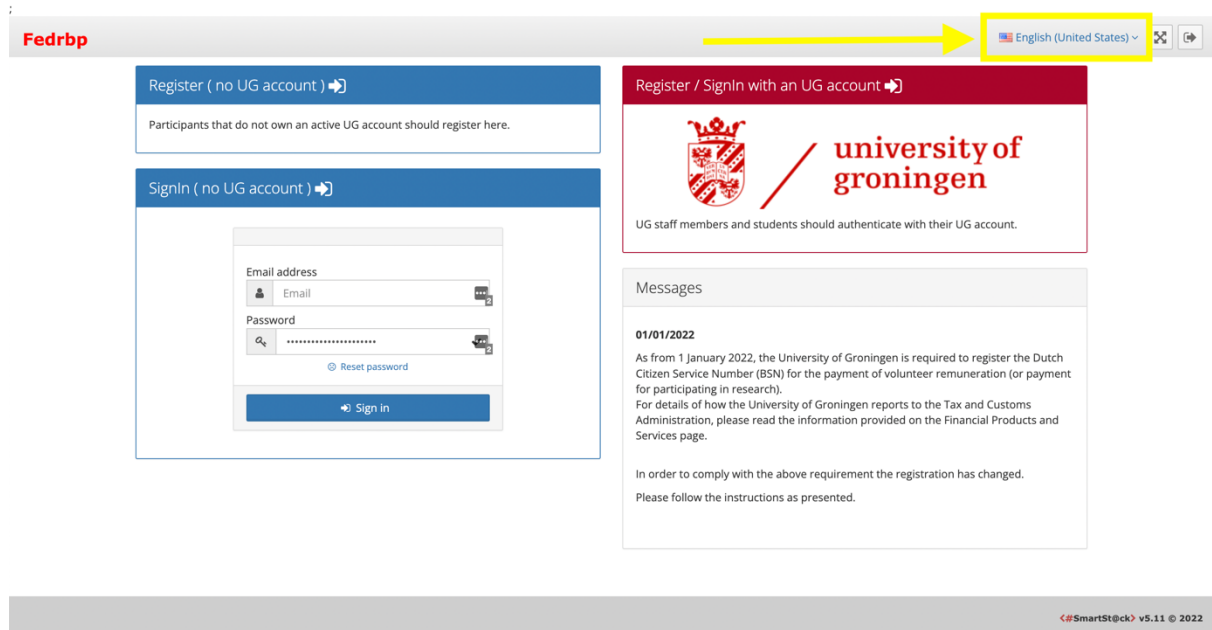 ;
Fedrbp
English (United States)
Register ( no UG account )
Participants that do not own an active UG account should register here.
SignIn ( no UG account )
Email address
Email
2
Password
•••••••••••••••••••••
2
Reset password
Sign in
Register / SignIn with an UG account
university of
groningen
UG staff members and students should authenticate with their UG account.
Messages
01/01/2022
As from 1 January 2022, the University of Groningen is required to register the Dutch
Citizen Service Number (BSN) for the payment of volunteer remuneration (or payment
for participating in research).
For details of how the University of Groningen reports to the Tax and Customs
Administration, please read the information provided on the Financial Products and
Services page.
In order to comply with the above requirement the registration has changed.
Please follow the instructions as presented.
<#SmartSt@ck> v5.11 © 2022